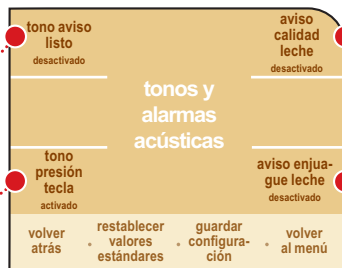 tono aviso
listo
desactivado
aviso
calidad
leche
desactivado
tonos y
alarmas
acústicas
tono
presión
tecla
activado
aviso enjua-
gue leche
desactivado
volver
atrás
restablecer
valores
estándares
guardar
configura-
ción
volver
al menú